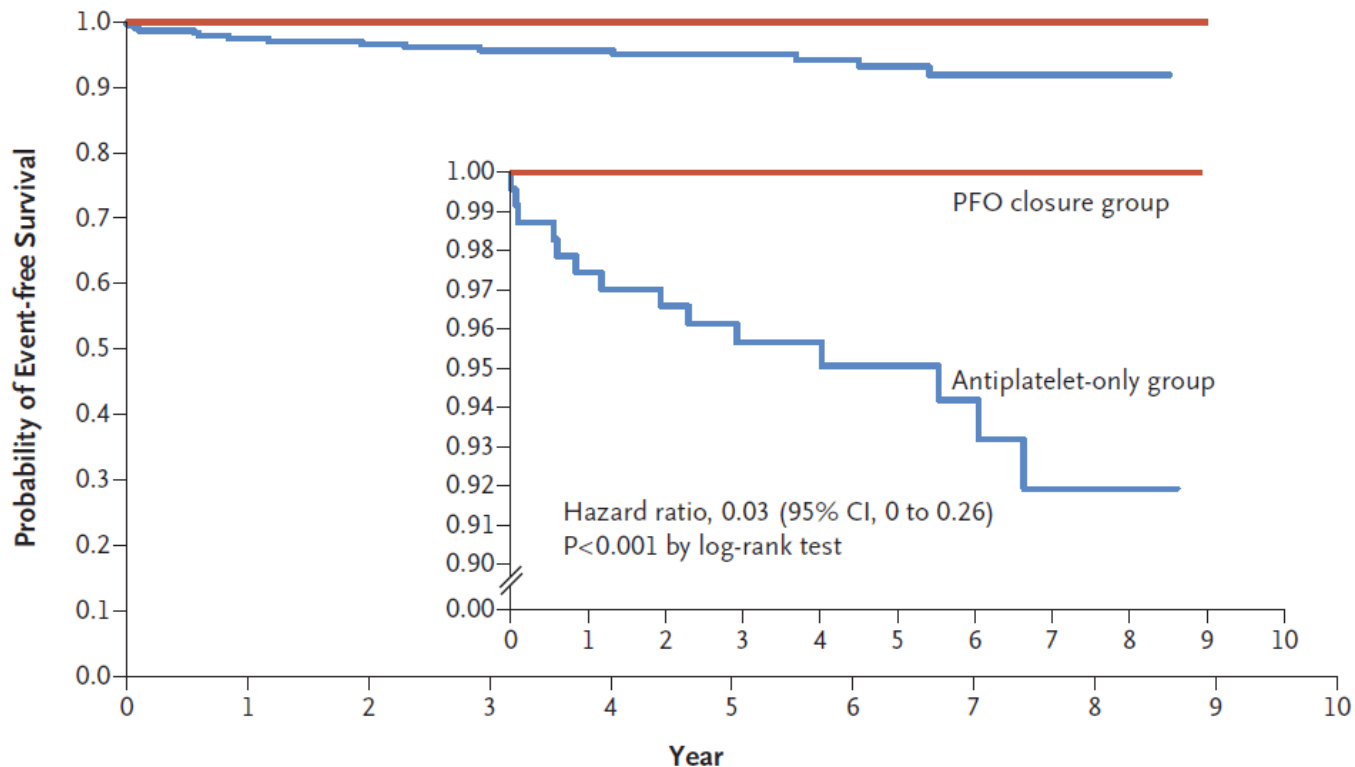 Probability of Event-free Survival
1.0
0.9
0.8
0.7
0.6
0.5
0.4
0.3
0.2
0.1
0.0
0 1 2 3 4 5 6 7 8 9 10
Year
1.00
0.99
0.98
0.97
0.96
0.95
0.94
0.93
0.92
0.91
0.90
0.00
0 1 2 3 4 5 6 7 8 9 10
PFO closure group
Antiplatelet-only group
Hazard ratio, 0.03 (95% CI, 0 to 0.26)
P<0.001 by log-rank test